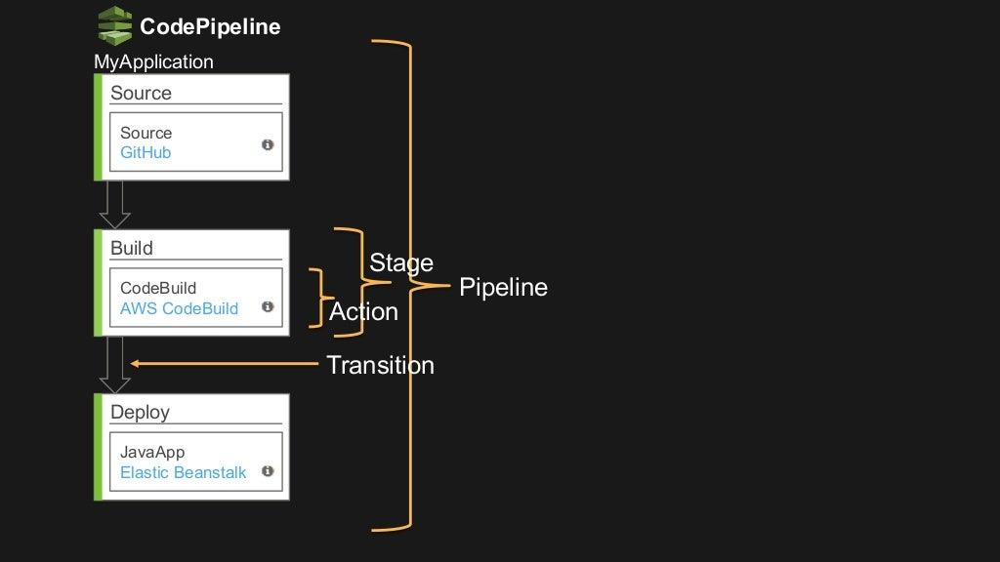 CodePipeline
MyApplication
Source
Source
GitHub
Build
CodeBuild
AWS CodeBuild
Stage
Pipeline
Action
Transition
Deploy
JavaApp
Elastic Beanstalk